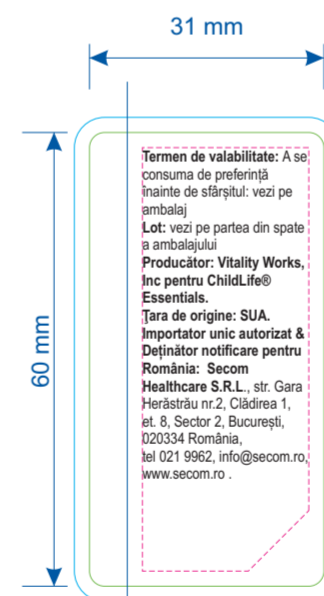 31 mm
60 mm
Termen de valabilitate: A se
consuma de preferință
înainte de sfârșitul: vezi pe
ambalaj
Lot: vezi pe partea din spate
a ambalajului
Producător: Vitality Works,
Inc pentru ChildLife®
Essentials.
Țara de origine: SUA.
Importator unic autorizat &
Deținător notificare pentru
România: Secom
Healthcare S.R.L., str. Gara
Herăstrău nr.2, Clădirea 1,
et. 8, Sector 2, București,
020334 România,
tel 021 9962, info@secom.ro,
www.secom.ro .